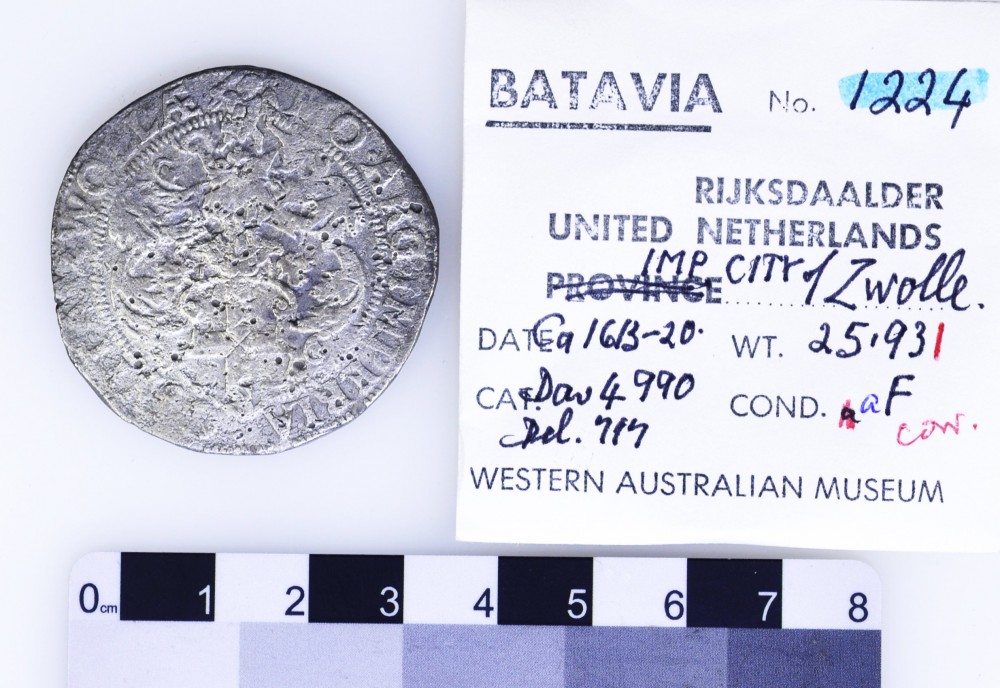 BATAVIA No. 1224
RIJKSDAALDER
UNITED NETHERLANDS
PROVINCE IMP. CITY of Zwolle.
DATE Ca 1613-20. WT. 25.931
CAT. Dav 4990 COND. aF
Del. 717 corr.
WESTERN AUSTRALIAN MUSEUM
0cm 1 2 3 4 5 6 7 8